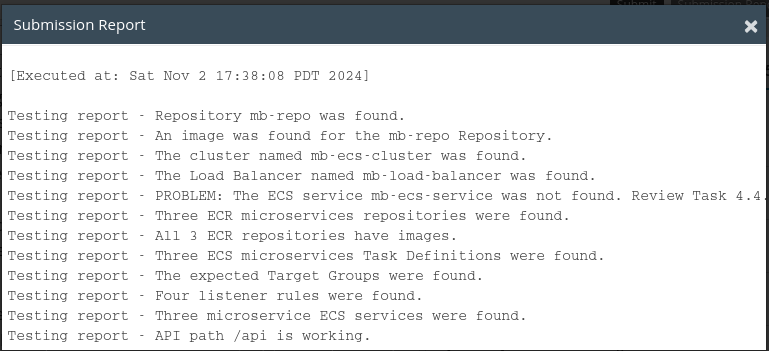 Submission Report
[Executed at: Sat Nov 2 17:38:08 PDT 2024]
Testing report - Repository mb-repo was found.
Testing report - An image was found for the mb-repo Repository.
Testing report - The cluster named mb-ecs-cluster was found.
Testing report - The Load Balancer named mb-load-balancer was found.
Testing report - PROBLEM: The ECS service mb-ecs-service was not found. Review Task 4.4.
Testing report - Three ECR microservices repositories were found.
Testing report - All 3 ECR repositories have images.
Testing report - Three ECS microservices Task Definitions were found.
Testing report - The expected Target Groups were found.
Testing report - Four listener rules were found.
Testing report - Three microservice ECS services were found.
Testing report - API path /api is working.